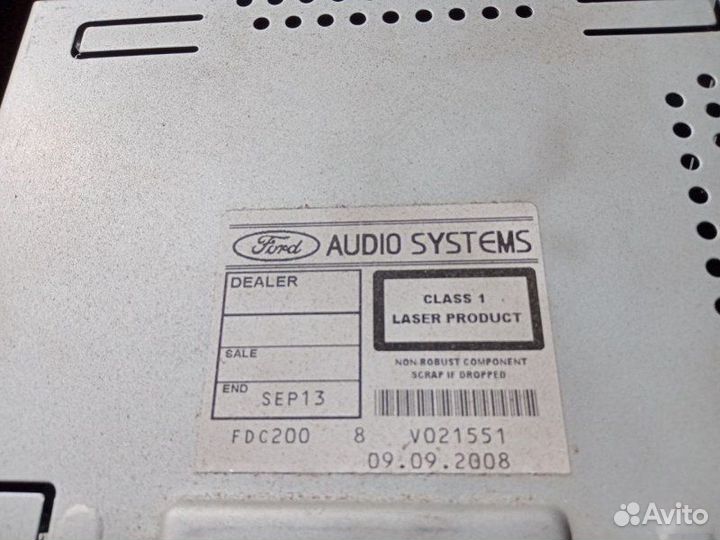 Ford AUDIO SYSTEMS
DEALER
CLASS 1
LASER PRODUCT
SALE
NON-ROBUST COMPONENT
SCRAP IF DROPPED
END SEP13
FDC200 8 V021551
09.09.2008
Avito